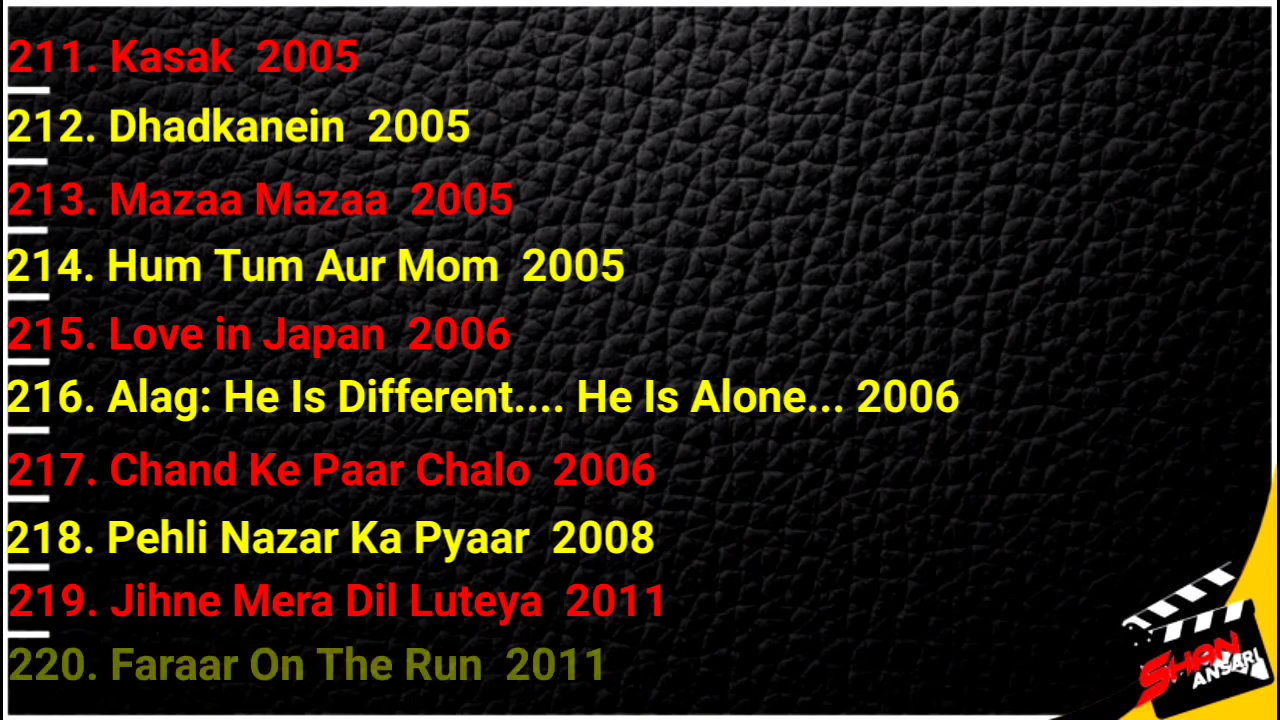 211. Kasak 2005
212. Dhadkanein 2005
213. Mazaa Mazaa 2005
214. Hum Tum Aur Mom 2005
215. Love in Japan 2006
216. Alag: He Is Different.... He Is Alone... 2006
217. Chand Ke Paar Chalo 2006
218. Pehli Nazar Ka Pyaar 2008
219. Jihne Mera Dil Luteya 2011
220. Faraar On The Run 2011
SHAN
ANSARI